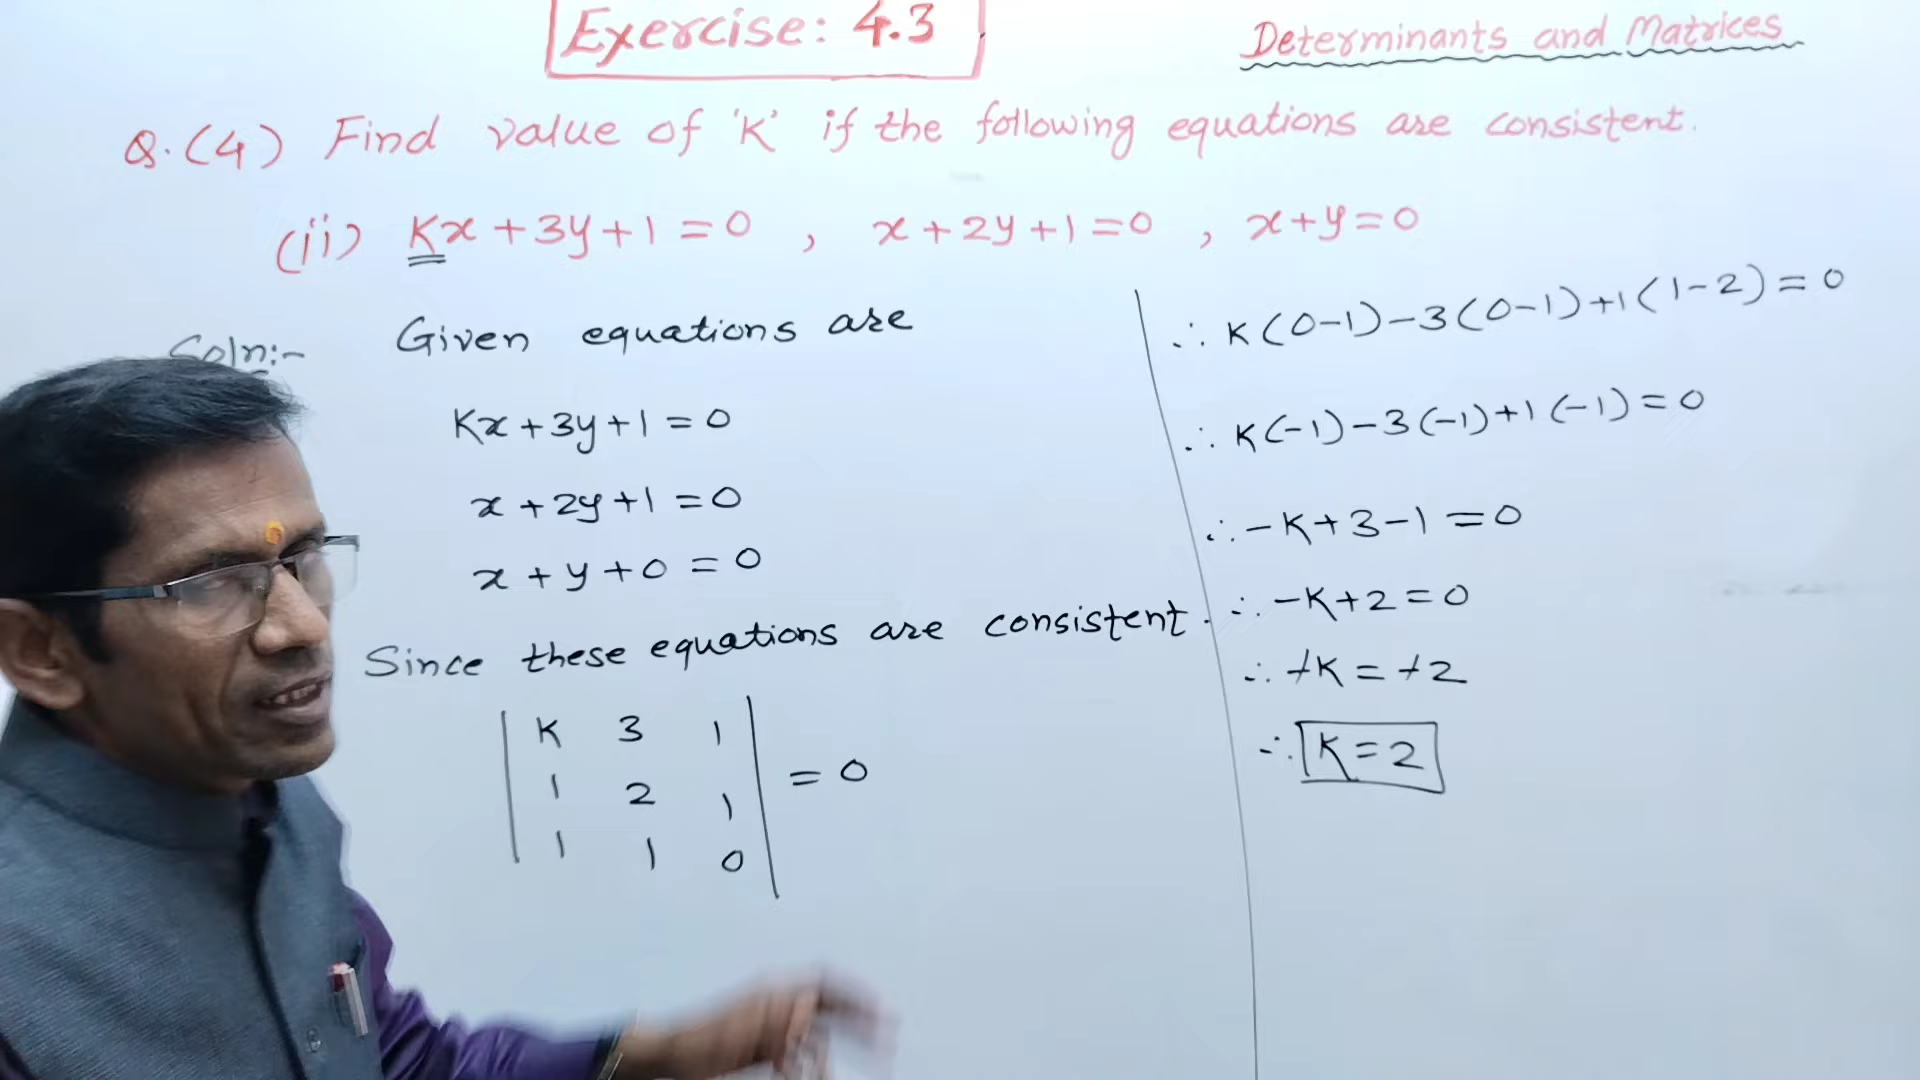 Exercise: 4.3
Determinants and Matrices
Q.(4) Find value of 'K' if the following equations are consistent.
(ii) Kx + 3y + 1 = 0 , x + 2y + 1 = 0 , x + y = 0
Soln:-
Given equations are
Kx + 3y + 1 = 0
x + 2y + 1 = 0
x + y + 0 = 0
Since these equations are consistent.
| K 3 1 |
| 1 2 1 | = 0
| 1 1 0 |
∴ K(0-1) - 3(0-1) + 1(1-2) = 0
∴ K(-1) - 3(-1) + 1(-1) = 0
∴ -K + 3 - 1 = 0
∴ -K + 2 = 0
∴ +K = +2
∴ K = 2